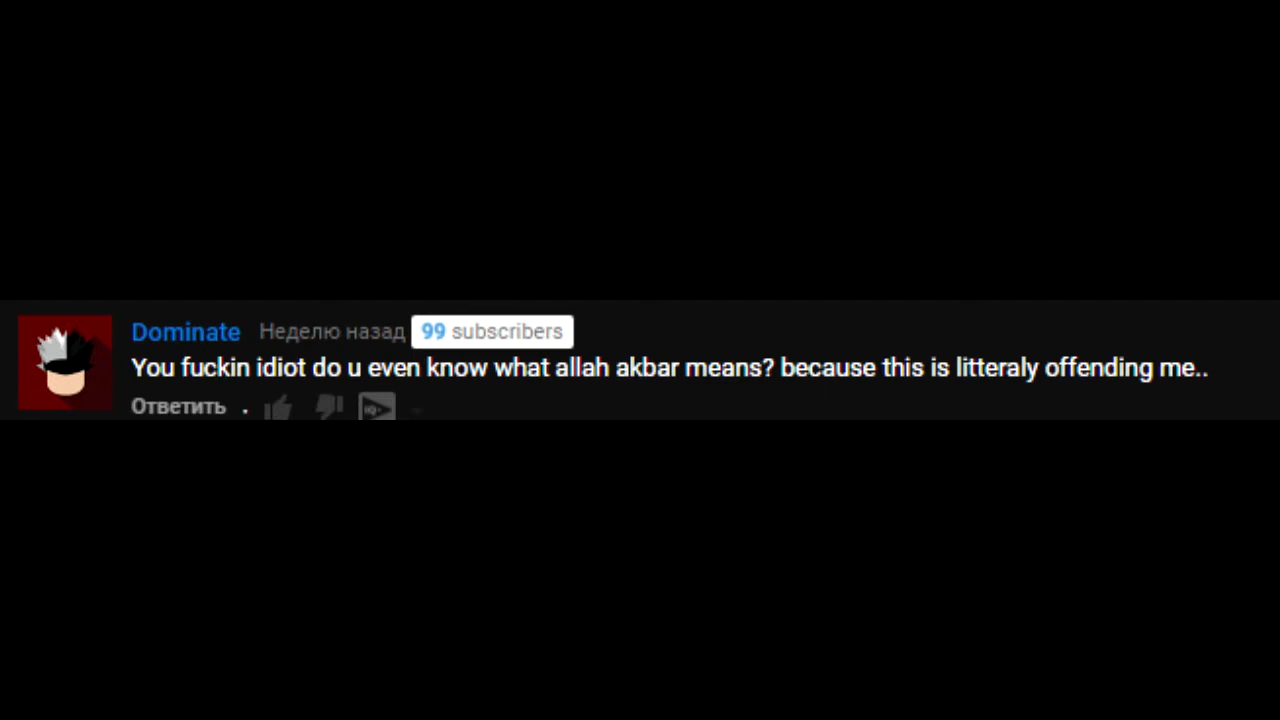 Dominate Неделю назад 99 subscribers
You fuckin idiot do u even know what allah akbar means? because this is litteraly offending me..
Ответить .